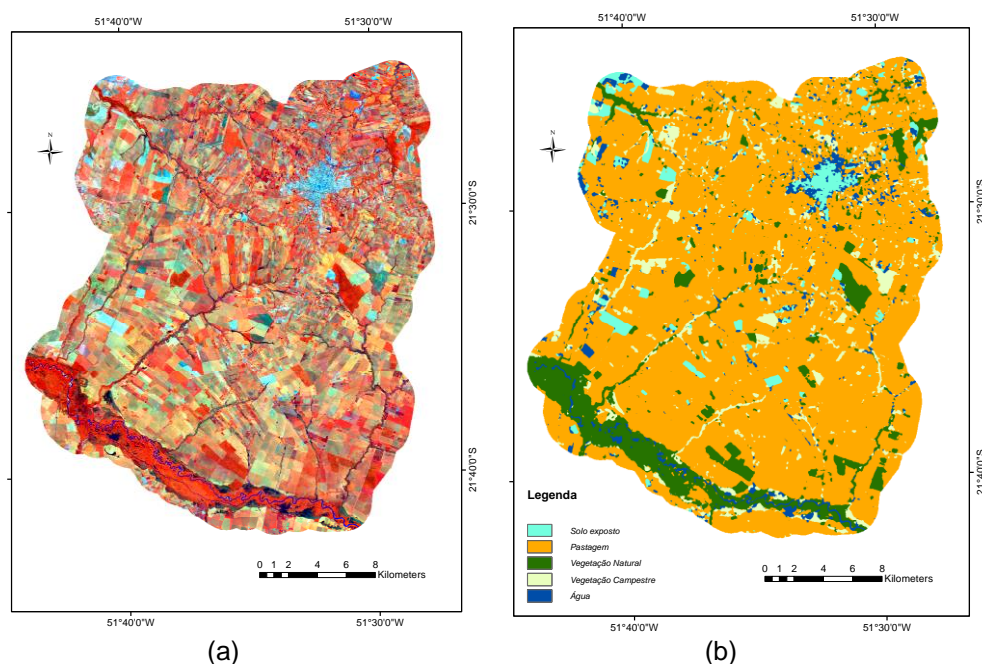 51°40'0"W
51°30'0"W
N
21°30'0"S
21°40'0"S
0 1 2 4 6 8
Kilometers
51°40'0"W
51°30'0"W
(a)
51°40'0"W
51°30'0"W
N
21°30'0"S
21°40'0"S
Legenda
Solo exposto
Pastagem
Vegetação Natural
Vegetação Campestre
Água
0 1 2 4 6 8
Kilometers
51°40'0"W
51°30'0"W
(b)